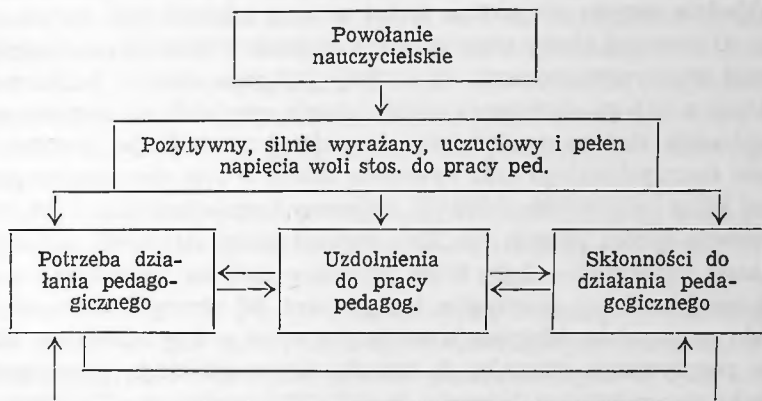 Powołanie
nauczycielskie
Pozytywny, silnie wyrażany, uczuciowy i pełen
napięcia woli stos. do pracy ped.
Potrzeba dzia-
łania pedago-
gicznego
Uzdolnienia
do pracy
pedagog.
Skłonności do
działania peda-
gogicznego